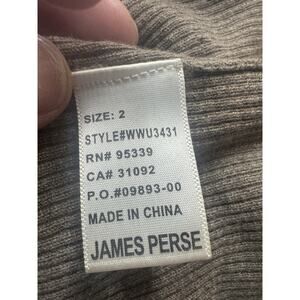 SIZE: 2
STYLE#WWU3431
RN# 95339
CA# 31092
P.O.#09893-00
MADE IN CHINA
JAMES PERSE